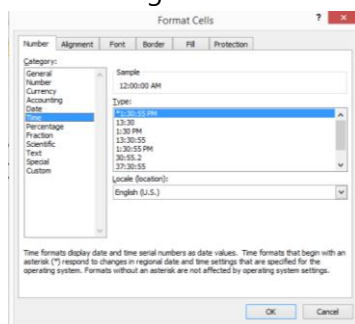 Format Cells
?
Number Alignment Font Border Fill Protection
Category:
General
Number
Currency
Accounting
Date
Time
Percentage
Fraction
Scientific
Text
Special
Custom
Sample
12:00:00 AM
Type:
*1:30:55 PM
13:30
1:30 PM
13:30:55
1:30:55 PM
30:55.2
37:30:55
Locale (location):
English (U.S.)
Time formats display date and time serial numbers as date values. Time formats that begin with an
asterisk (*) respond to changes in regional date and time settings that are specified for the
operating system. Formats without an asterisk are not affected by operating system settings.
OK Cancel